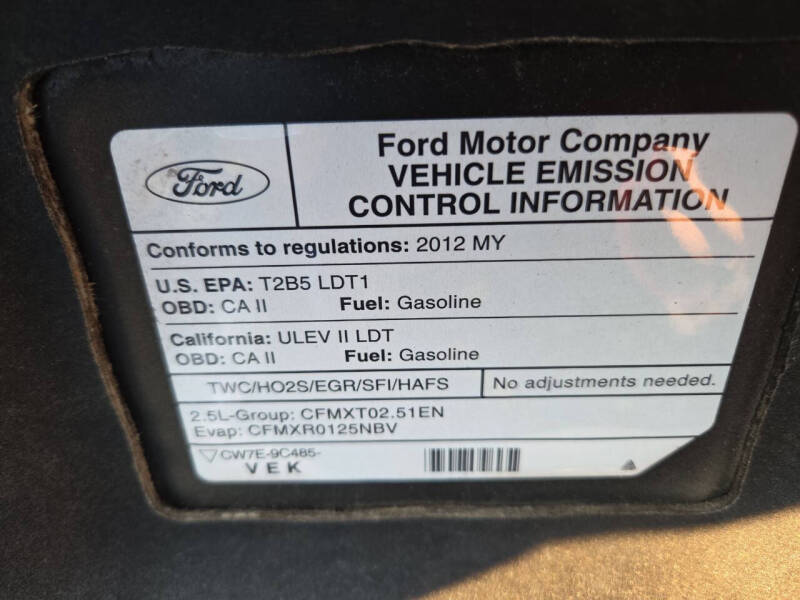 Ford
Ford Motor Company
VEHICLE EMISSION
CONTROL INFORMATION
Conforms to regulations: 2012 MY
U.S. EPA: T2B5 LDT1
OBD: CA II Fuel: Gasoline
California: ULEV II LDT
OBD: CA II Fuel: Gasoline
TWC/HO2S/EGR/SFI/HAFS No adjustments needed.
2.5L-Group: CFMXT02.51EN
Evap: CFMXR0125NBV
CW7E-9C485-
VEK